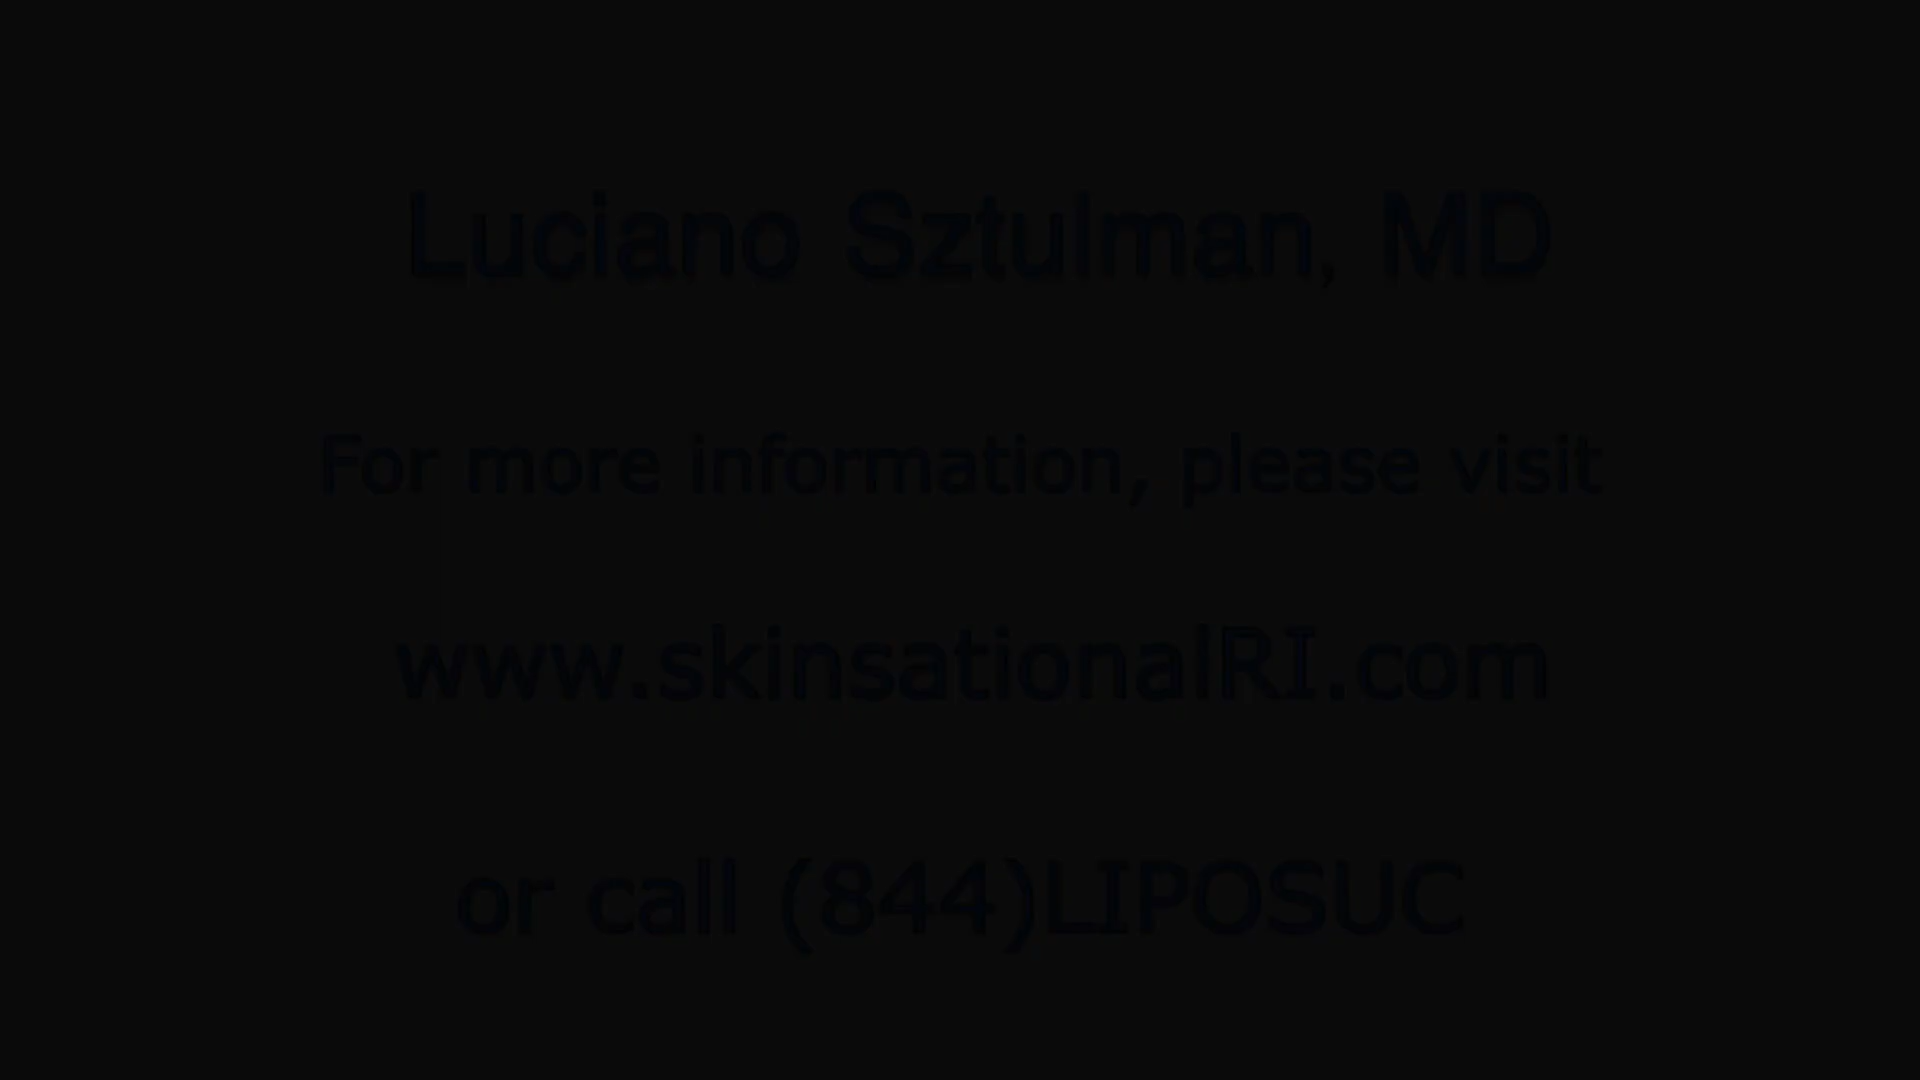 Luciano Sztulman, MD
For more information, please visit
www.skinsationalRI.com
or call (844)LIPOSUC